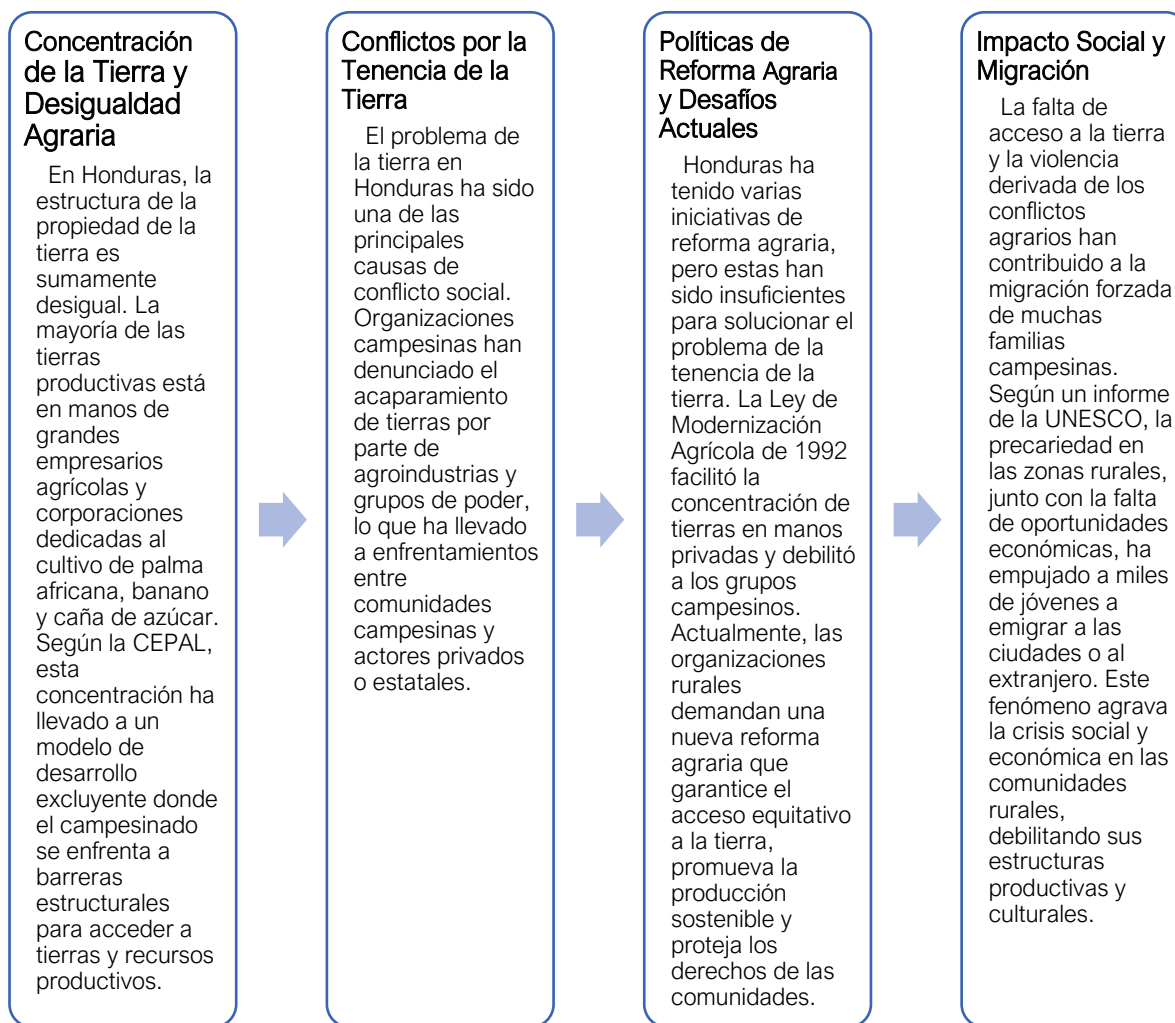 Concentración
de la Tierra y
Desigualdad
Agraria
En Honduras, la
estructura de la
propiedad de la
tierra es
sumamente
desigual. La
mayoría de las
tierras
productivas está
en manos de
grandes
empresarios
agrícolas y
corporaciones
dedicadas al
cultivo de palma
africana, banano
y caña de azúcar.
Según la CEPAL,
esta
concentración ha
llevado a un
modelo de
desarrollo
excluyente donde
el campesinado
se enfrenta a
barreras
estructurales
para acceder a
tierras y recursos
productivos.
Conflictos por la
Tenencia de la
Tierra
El problema de
la tierra en
Honduras ha sido
una de las
principales
causas de
conflicto social.
Organizaciones
campesinas han
denunciado el
acaparamiento
de tierras por
parte de
agroindustrias y
grupos de poder,
lo que ha llevado
a enfrentamientos
entre
comunidades
campesinas y
actores privados
o estatales.
Políticas de
Reforma Agraria
y Desafíos
Actuales
Honduras ha
tenido varias
iniciativas de
reforma agraria,
pero estas han
sido insuficientes
para solucionar el
problema de la
tenencia de la
tierra. La Ley de
Modernización
Agrícola de 1992
facilitó la
concentración de
tierras en manos
privadas y debilitó
a los grupos
campesinos.
Actualmente, las
organizaciones
rurales
demandan una
nueva reforma
agraria que
garantice el
acceso equitativo
a la tierra,
promueva la
producción
sostenible y
proteja los
derechos de las
comunidades.
Impacto Social y
Migración
La falta de
acceso a la tierra
y la violencia
derivada de los
conflictos
agrarios han
contribuido a la
migración forzada
de muchas
familias
campesinas.
Según un informe
de la UNESCO, la
precariedad en
las zonas rurales,
junto con la falta
de oportunidades
económicas, ha
empujado a miles
de jóvenes a
emigrar a las
ciudades o al
extranjero. Este
fenómeno agrava
la crisis social y
económica en las
comunidades
rurales,
debilitando sus
estructuras
productivas y
culturales.